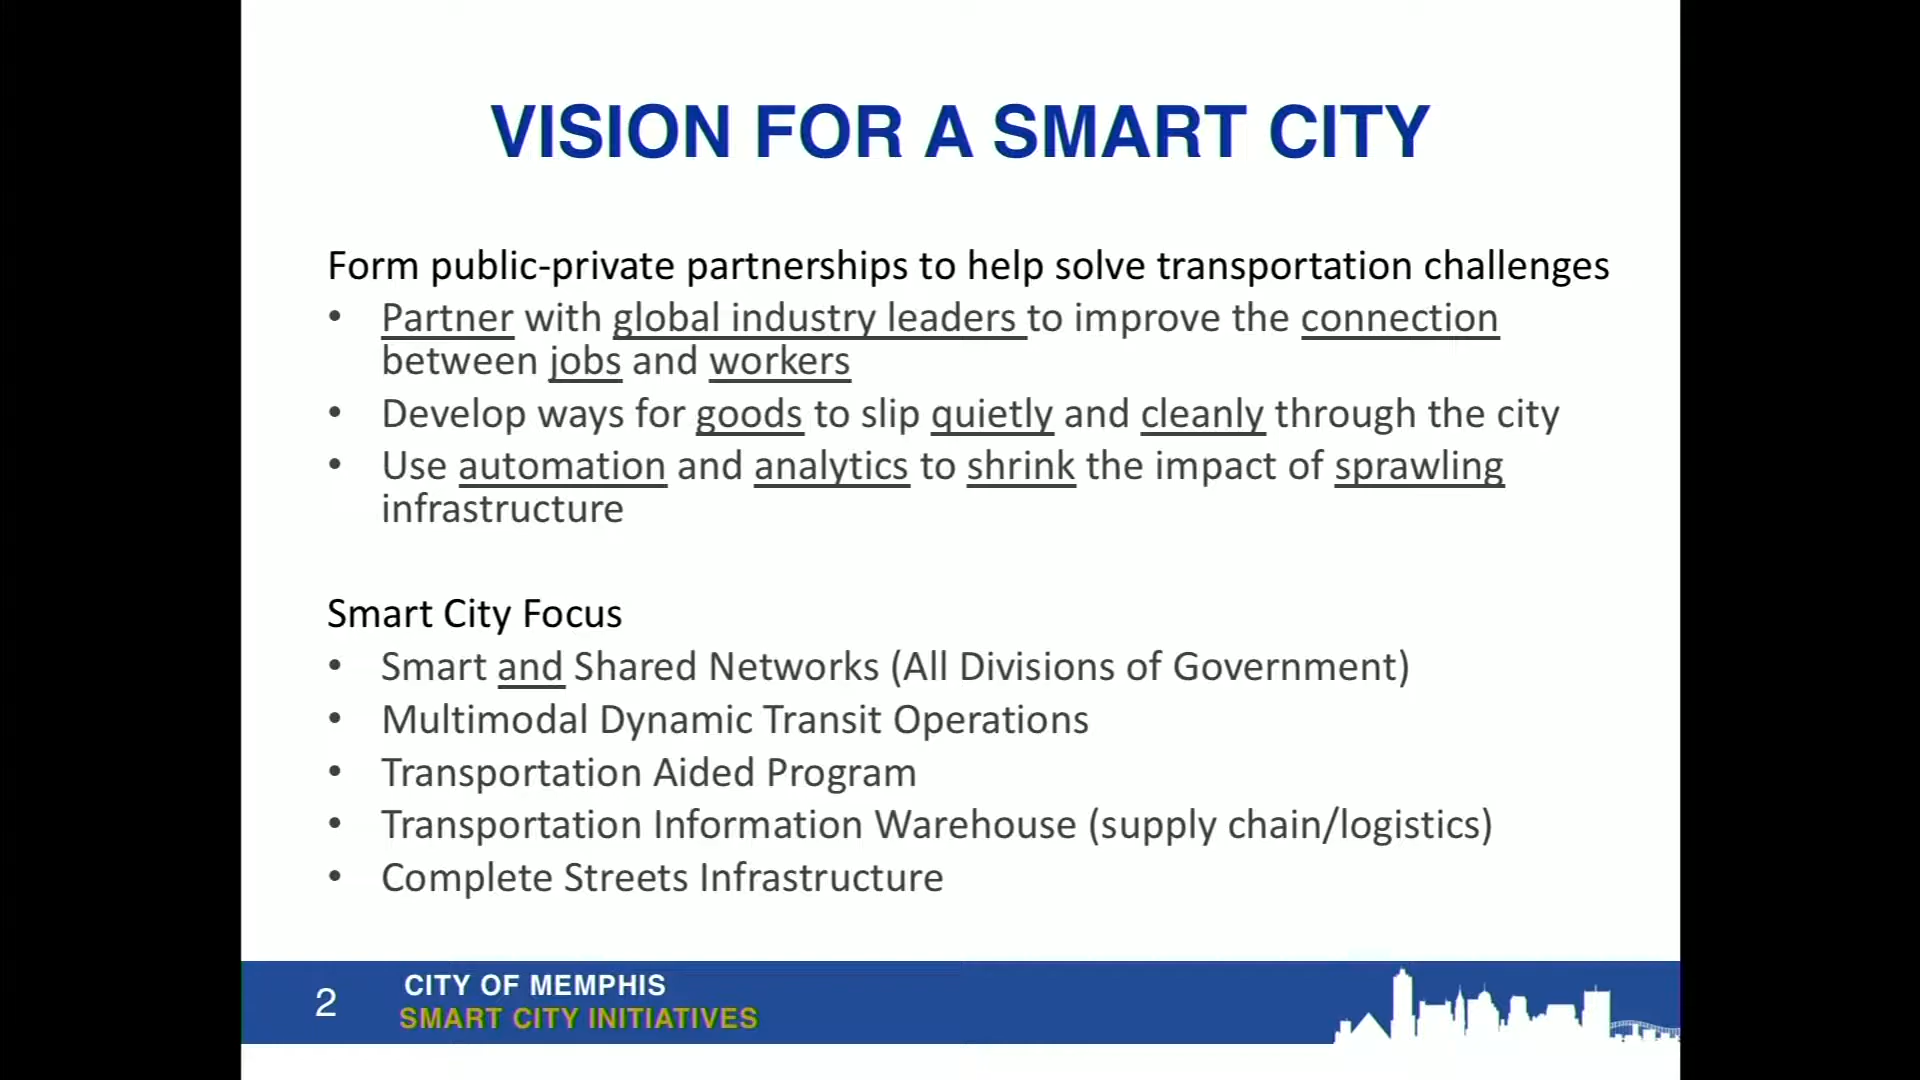 VISION FOR A SMART CITY
Form public-private partnerships to help solve transportation challenges
• Partner with global industry leaders to improve the connection
between jobs and workers
• Develop ways for goods to slip quietly and cleanly through the city
• Use automation and analytics to shrink the impact of sprawling
infrastructure
Smart City Focus
• Smart and Shared Networks (All Divisions of Government)
• Multimodal Dynamic Transit Operations
• Transportation Aided Program
• Transportation Information Warehouse (supply chain/logistics)
• Complete Streets Infrastructure
2
CITY OF MEMPHIS
SMART CITY INITIATIVES